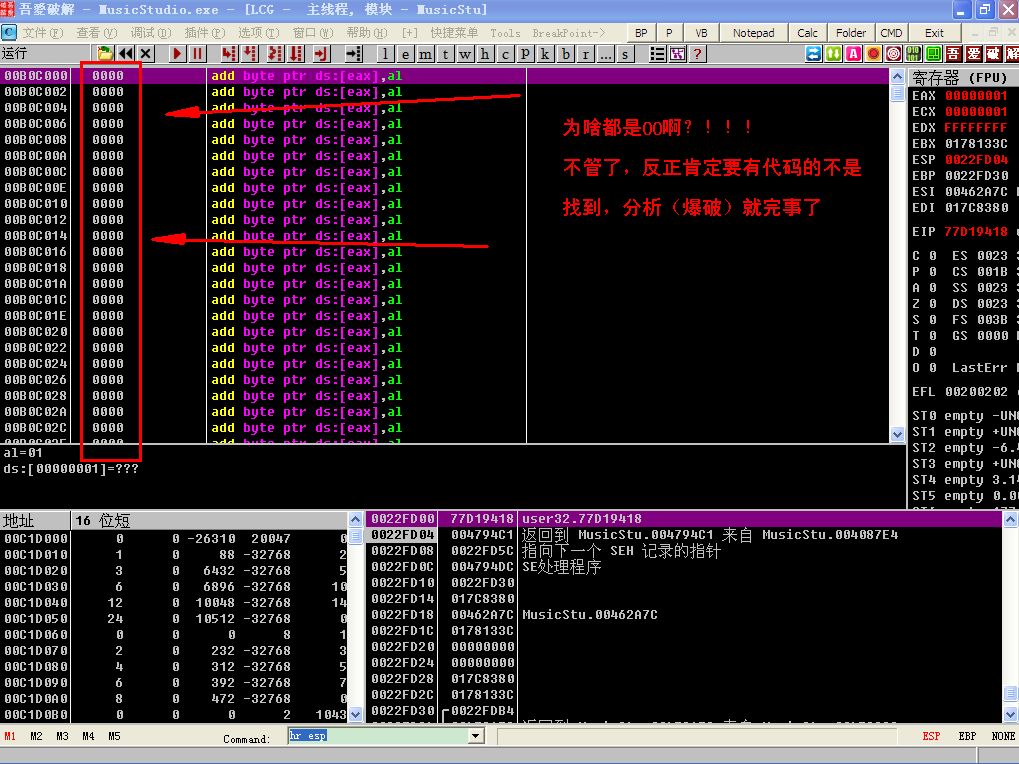 吾爱破解 - MusicStudio.exe - [LCG - 主线程, 模块 - MusicStu]
文件(F) 查看(V) 调试(D) 插件(P) 选项(T) 窗口(W) 帮助(H) [+] 快捷菜单 Tools BreakPoint-> BP P VB Notepad Calc Folder CMD Exit
运行 l e m t w h c p k b r ... s ? 吾 爱 破 解
00B0C000 0000 add byte ptr ds:[eax],al
00B0C002 0000 add byte ptr ds:[eax],al
00B0C004 0000 add byte ptr ds:[eax],al
00B0C006 0000 add byte ptr ds:[eax],al
00B0C008 0000 add byte ptr ds:[eax],al
00B0C00A 0000 add byte ptr ds:[eax],al
00B0C00C 0000 add byte ptr ds:[eax],al
00B0C00E 0000 add byte ptr ds:[eax],al
00B0C010 0000 add byte ptr ds:[eax],al
00B0C012 0000 add byte ptr ds:[eax],al
00B0C014 0000 add byte ptr ds:[eax],al
00B0C016 0000 add byte ptr ds:[eax],al
00B0C018 0000 add byte ptr ds:[eax],al
00B0C01A 0000 add byte ptr ds:[eax],al
00B0C01C 0000 add byte ptr ds:[eax],al
00B0C01E 0000 add byte ptr ds:[eax],al
00B0C020 0000 add byte ptr ds:[eax],al
00B0C022 0000 add byte ptr ds:[eax],al
00B0C024 0000 add byte ptr ds:[eax],al
00B0C026 0000 add byte ptr ds:[eax],al
00B0C028 0000 add byte ptr ds:[eax],al
00B0C02A 0000 add byte ptr ds:[eax],al
00B0C02C 0000 add byte ptr ds:[eax],al
00B0C02E 0000 add byte ptr ds:[eax],al
为啥都是00啊？！！！
不管了，反正肯定要有代码的不是
找到，分析（爆破）就完事了
寄存器 (FPU)
EAX 00000001
ECX 00000001
EDX FFFFFFFF
EBX 0178133C
ESP 0022FD04
EBP 0022FD30
ESI 00462A7C
EDI 017C8380
EIP 77D19418
C 0 ES 0023
P 0 CS 001B
A 0 SS 0023
Z 0 DS 0023
S 0 FS 003B
T 0 GS 0000
D 0
O 0 LastErr
EFL 00200202
ST0 empty -UNO
ST1 empty +UNO
ST2 empty -6.4
ST3 empty +UNO
ST4 empty 3.14
ST5 empty 0.00
al=01
ds:[00000001]=???
地址 16 位短
00C1D000 0 0 -26310 20047 0
00C1D010 1 0 88 -32768 2
00C1D020 3 0 6432 -32768 5
00C1D030 6 0 6896 -32768 10
00C1D040 12 0 10048 -32768 14
00C1D050 24 0 10512 -32768 0
00C1D060 0 0 0 8 1
00C1D070 2 0 232 -32768 3
00C1D080 4 0 312 -32768 5
00C1D090 6 0 392 -32768 7
00C1D0A0 8 0 472 -32768 0
00C1D0B0 0 0 0 2 1043
0022FD00 77D19418 user32.77D19418
0022FD04 004794C1 返回到 MusicStu.004794C1 来自 MusicStu.004087E4
0022FD08 0022FD5C 指向下一个 SEH 记录的指针
0022FD0C 004794DC SE处理程序
0022FD10 0022FD30
0022FD14 017C8380
0022FD18 00462A7C MusicStu.00462A7C
0022FD1C 0178133C
0022FD20 00000000
0022FD24 00000000
0022FD28 017C8380
0022FD2C 0178133C
0022FD30 0022FDB4
M1 M2 M3 M4 M5 Command: hr esp ESP EBP NONE